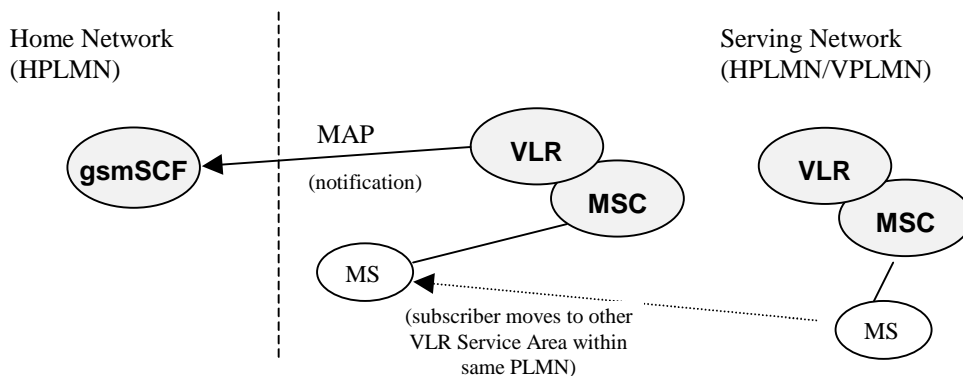 Home Network
(HPLMN)
Serving Network
(HPLMN/VPLMN)
MAP
(notification)
gsmSCF
VLR
MSC
VLR
MSC
MS
MS
(subscriber moves to other
VLR Service Area within
same PLMN)